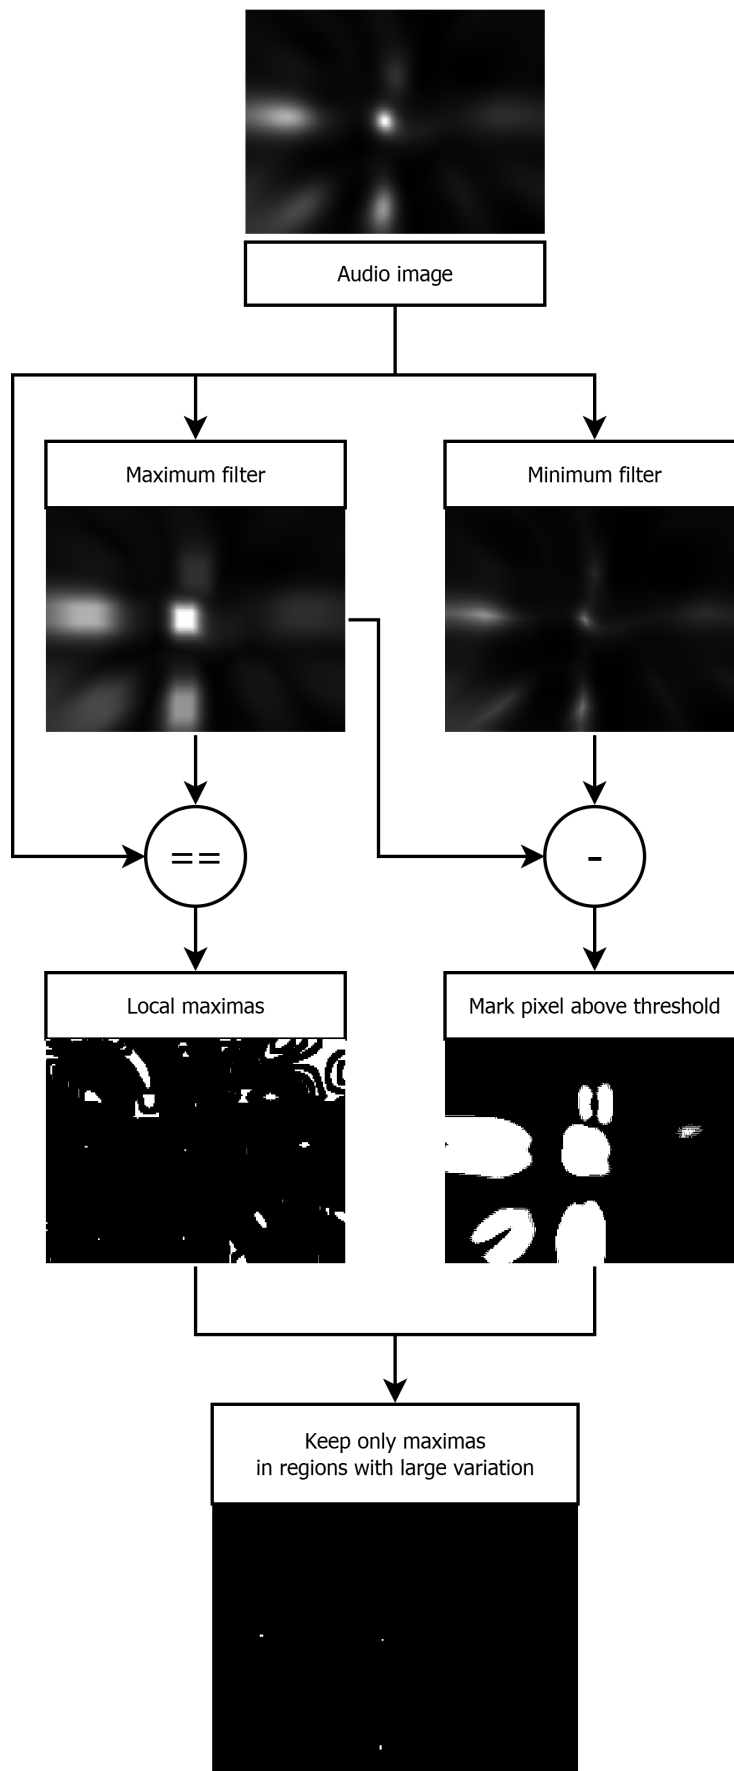 Audio image
Maximum filter
Minimum filter
==
-
Local maximas
Mark pixel above threshold
Keep only maximas
in regions with large variation